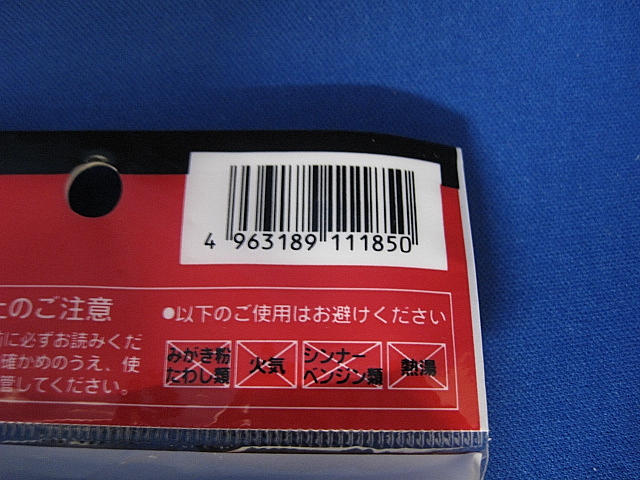 4 963189 111850
上のご注意
●以下のご使用はお避けください
前に必ずお読みくだ
確かめのうえ、使
管してください。
みがき粉
たわし類
火気
シンナー
ベンジン類
熱湯